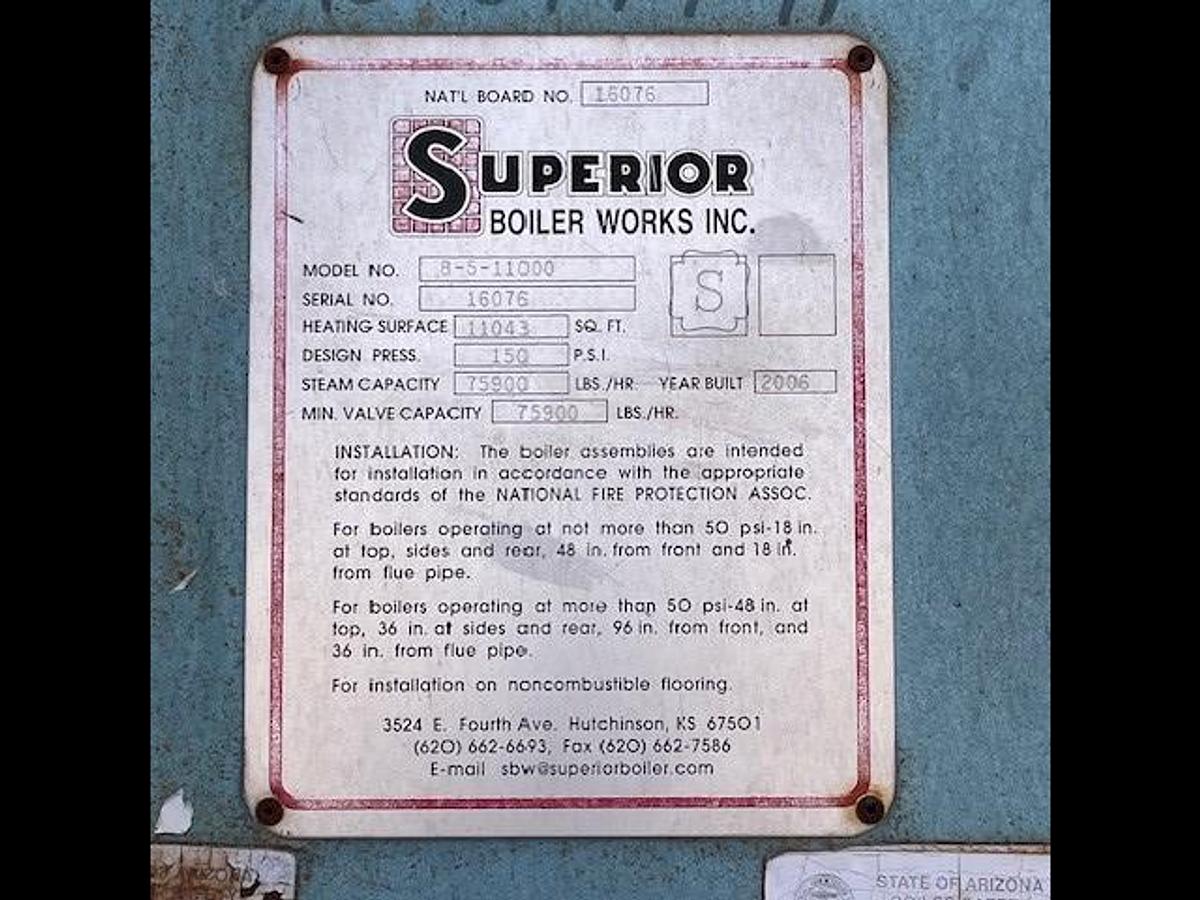 NAT'L BOARD NO. 16076
SUPERIOR
BOILER WORKS INC.
MODEL NO. 8-5-11000
SERIAL NO. 16076
S
HEATING SURFACE 11043 SQ. FT.
DESIGN PRESS. 150 P.S.I.
STEAM CAPACITY 75900 LBS./HR. YEAR BUILT 2006
MIN. VALVE CAPACITY 75900 LBS./HR.
INSTALLATION: The boiler assemblies are intended
for installation in accordance with the appropriate
standards of the NATIONAL FIRE PROTECTION ASSOC.
For boilers operating at not more than 50 psi-18 in.
at top, sides and rear, 48 in. from front and 18 in.
from flue pipe.
For boilers operating at more than 50 psi-48 in. at
top, 36 in. at sides and rear, 96 in. from front, and
36 in. from flue pipe.
For installation on noncombustible flooring.
3524 E. Fourth Ave. Hutchinson, KS 67501
(620) 662-6693, Fax (620) 662-7586
E-mail sbw@superiorboiler.com
STATE OF ARIZONA